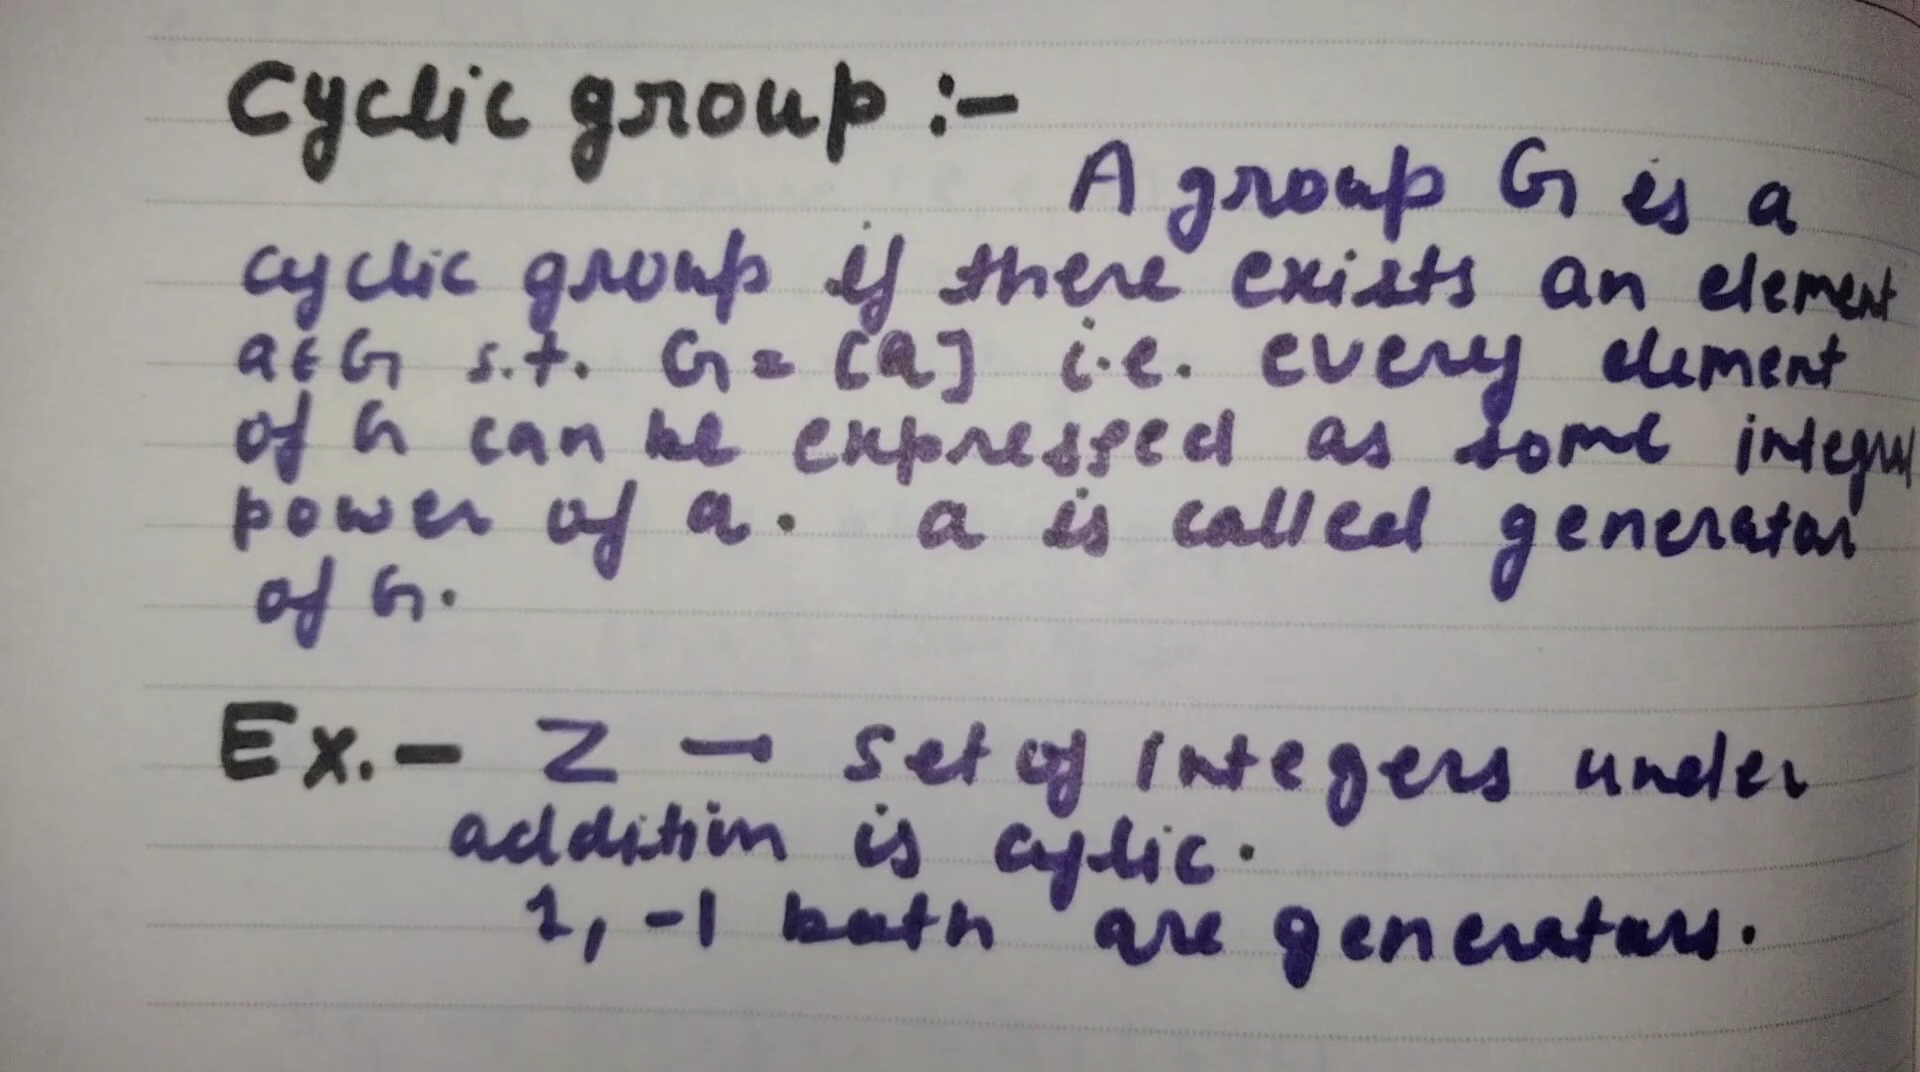 Cyclic group :-
A group G is a
cyclic group if there exists an element
a∈G s.t. G = [a] i.e. every element
of G can be expressed as some integral
power of a. a is called generator
of G.
Ex.- Z → set of integers under
addition is cylic.
1, -1 both are generators.